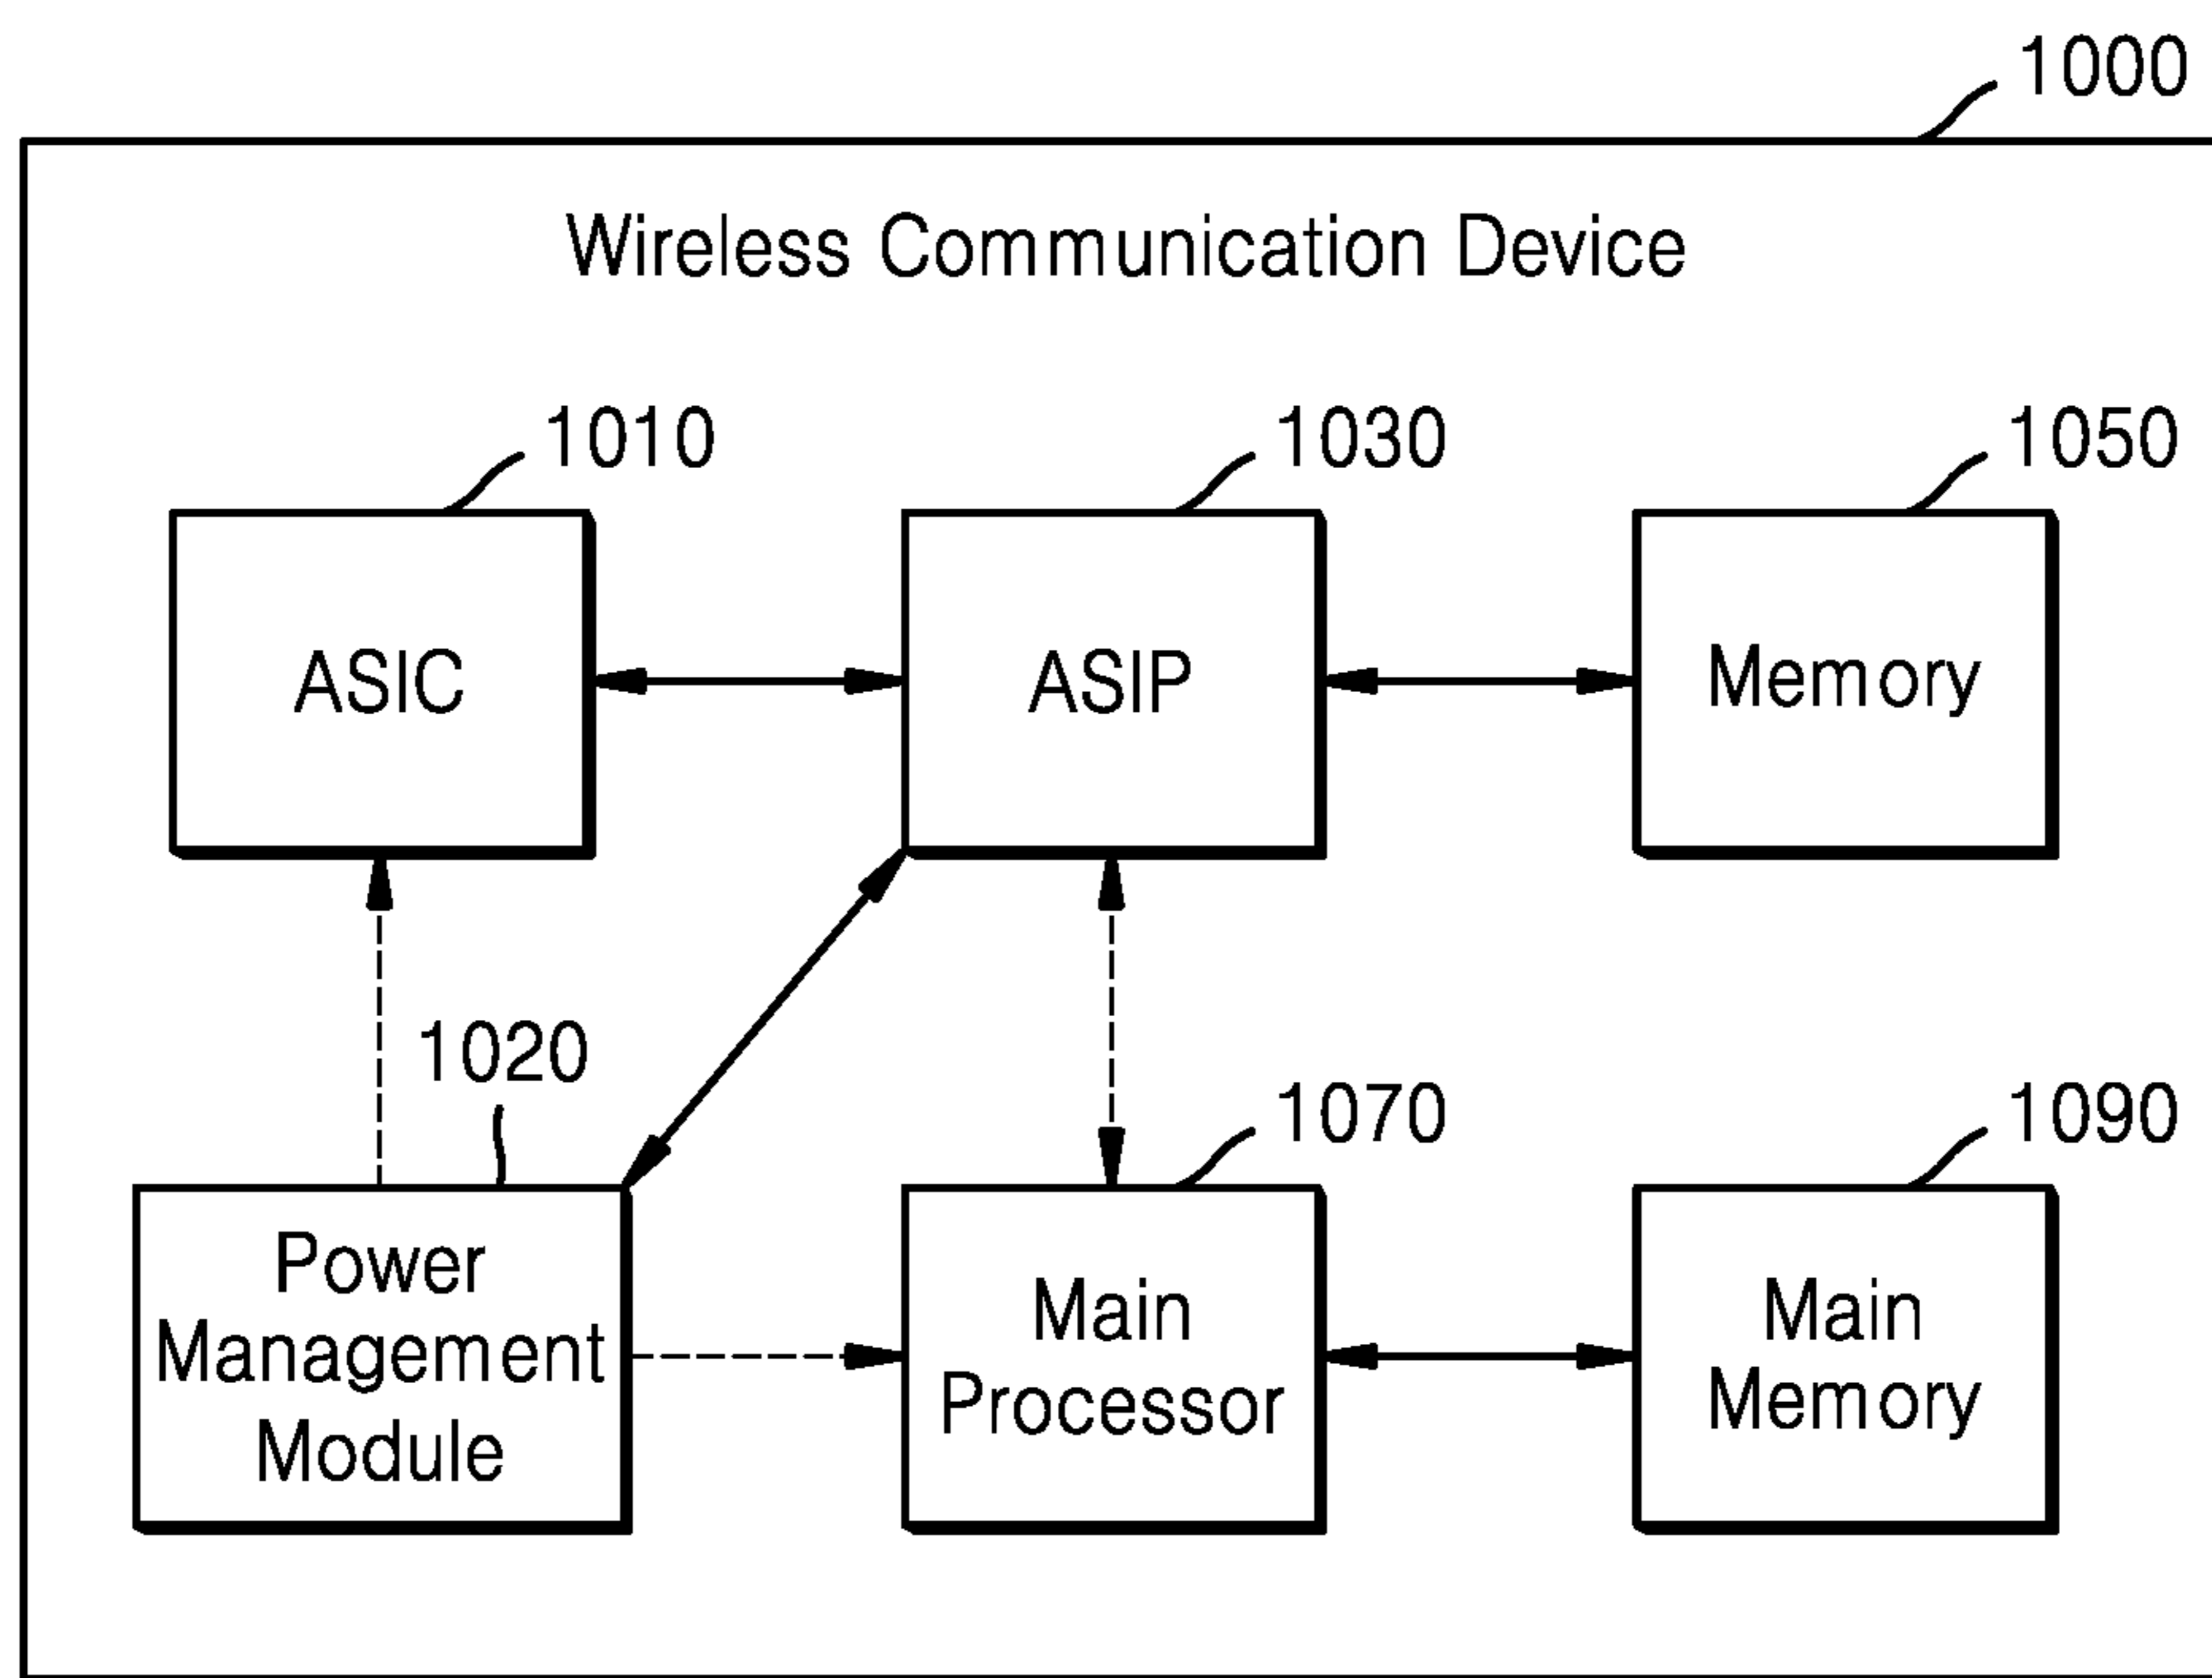 1000
Wireless Communication Device
1010
1030
1050
ASIC
ASIP
Memory
1020
1070
1090
Power
Management
Module
Main
Processor
Main
Memory